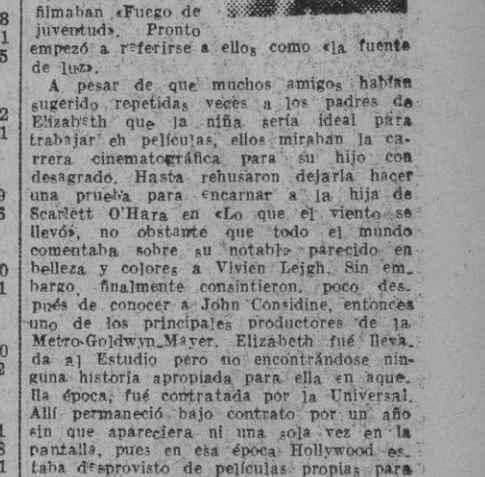 filmaban «Fuego de
juventud». Pronto
empezó a referirse a ellos como «la fuente
de luz».
A pesar de que muchos amigos habían
sugerido repetidas veces a los padres de
Elizabeth que la niña sería ideal para
trabajar eh películas, ellos miraban la ca-
rrera cinematográfica para su hijo con
desagrado. Hasta rehusaron dejarla hacer
una prueba para encarnar a la hija de
Scarlett O'Hara en «Lo que el viento se
llevó», no obstante que todo el mundo
comentaba sobre su notable parecido en
belleza y colores a Vivien Leigh. Sin em-
bargo, finalmente consintieron, poco des-
pués de conocer a John Considine, entonces
uno de los principales productores de la
Metro-Goldwyn-Mayer. Elizabeth fué lleva-
da al Estudio pero no encontrándose nin-
guna historia apropiada para ella en aque-
lla época, fué contratada por la Universal.
Allí permaneció bajo contrato por un año
sin que apareciera ni una sola vez en la
pantalla, pues en esa época Hollywood es-
taba desprovisto de películas propias para